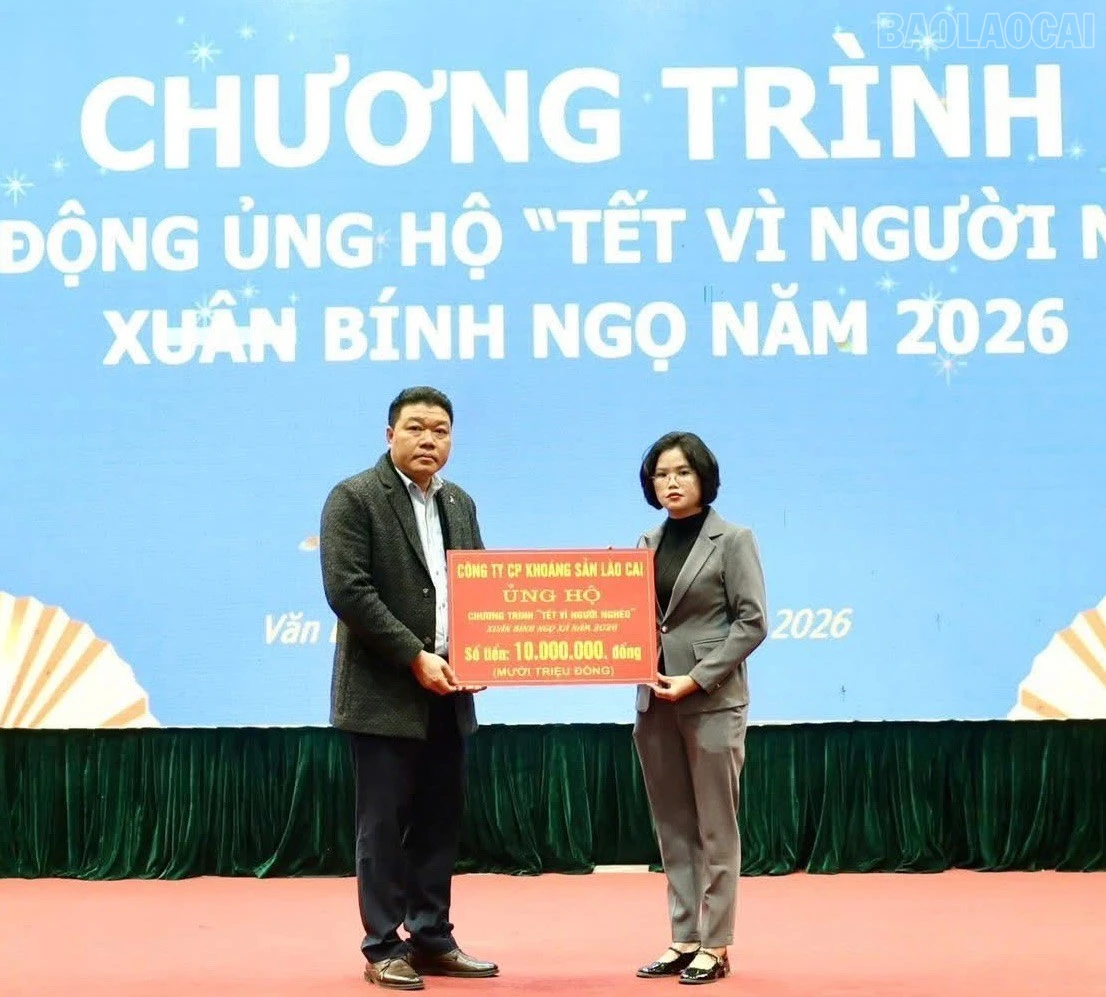 BAOLAOCAI
CHƯƠNG TRÌNH
ĐỘNG ỦNG HỘ "TẾT VÌ NGƯỜI N
XUÂN BÍNH NGỌ NĂM 2026
CÔNG TY CP KHOÁNG SẢN LÀO CAI
ỦNG HỘ
CHƯƠNG TRÌNH "TẾT VÌ NGƯỜI NGHÈO"
XUÂN BÍNH NGỌ XÃ NĂM 2026
Số tiền: 10.000.000. đồng
(MƯỜI TRIỆU ĐỒNG)
Văn 2026